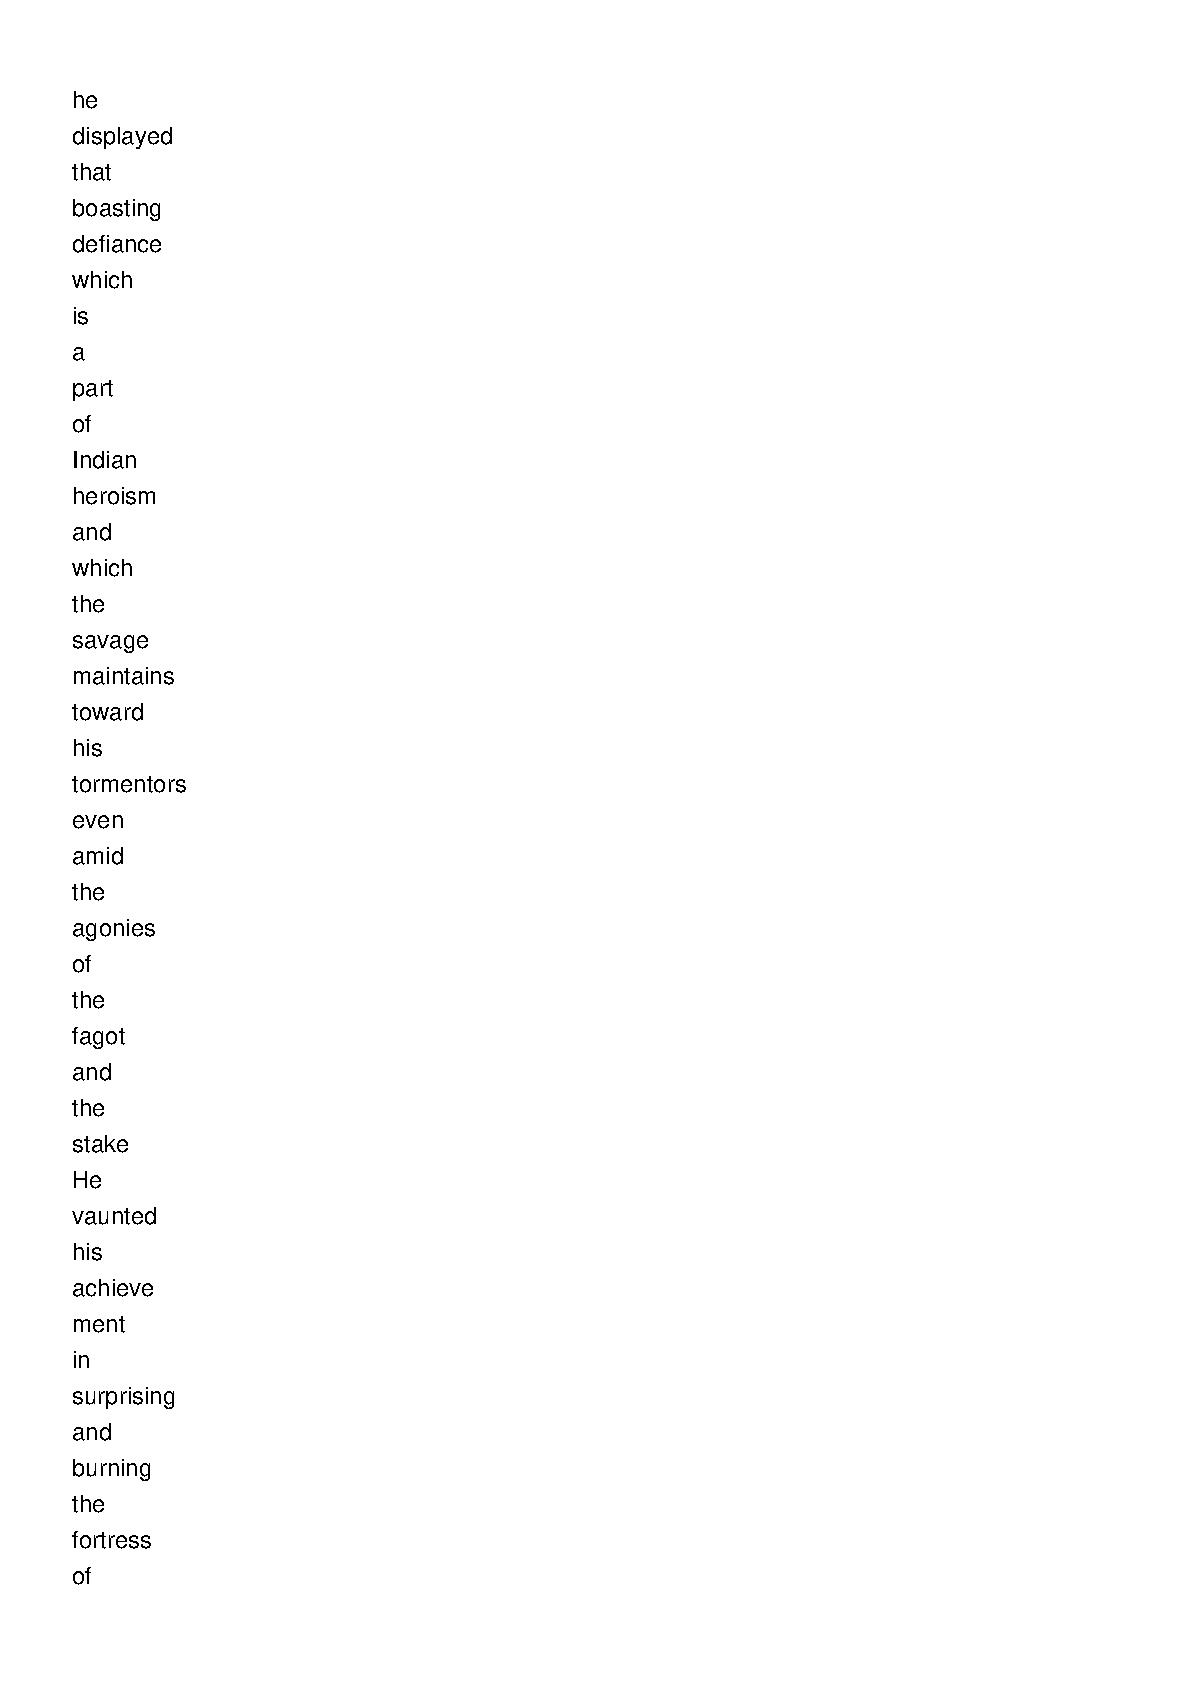 he
displayed
that
boasting
defiance
which
is
a
part
of
Indian
heroism
and
which
the
savage
maintains
toward
his
tormentors
even
amid
the
agonies
of
the
fagot
and
the
stake
He
vaunted
his
achieve
ment
in
surprising
and
burning
the
fortress
of